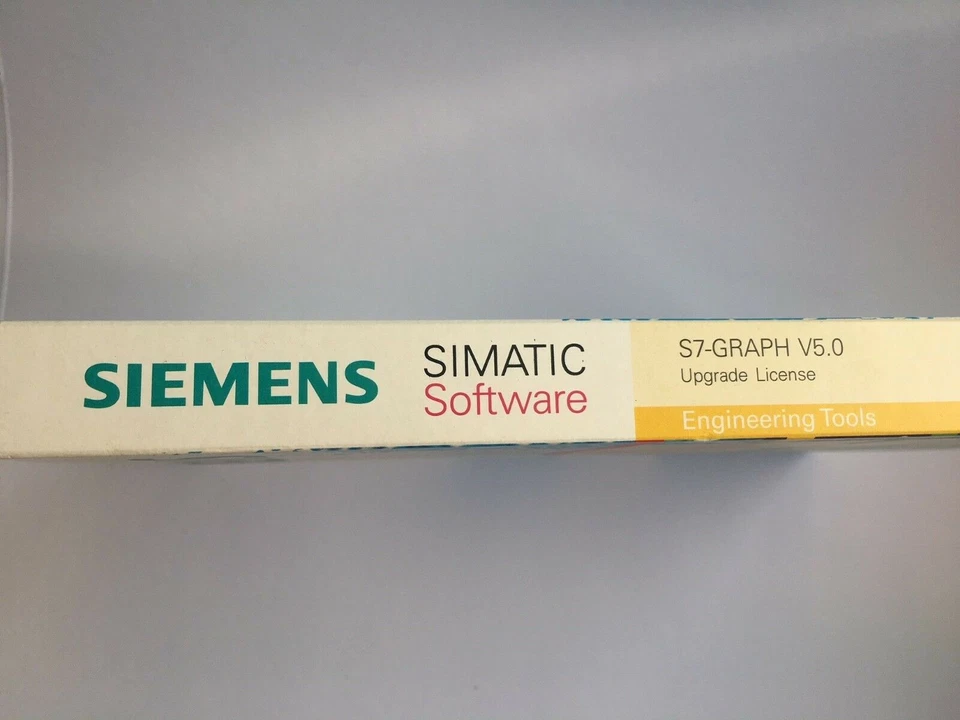 SIEMENS
SIMATIC
Software
S7-GRAPH V5.0
Upgrade License
Engineering Tools